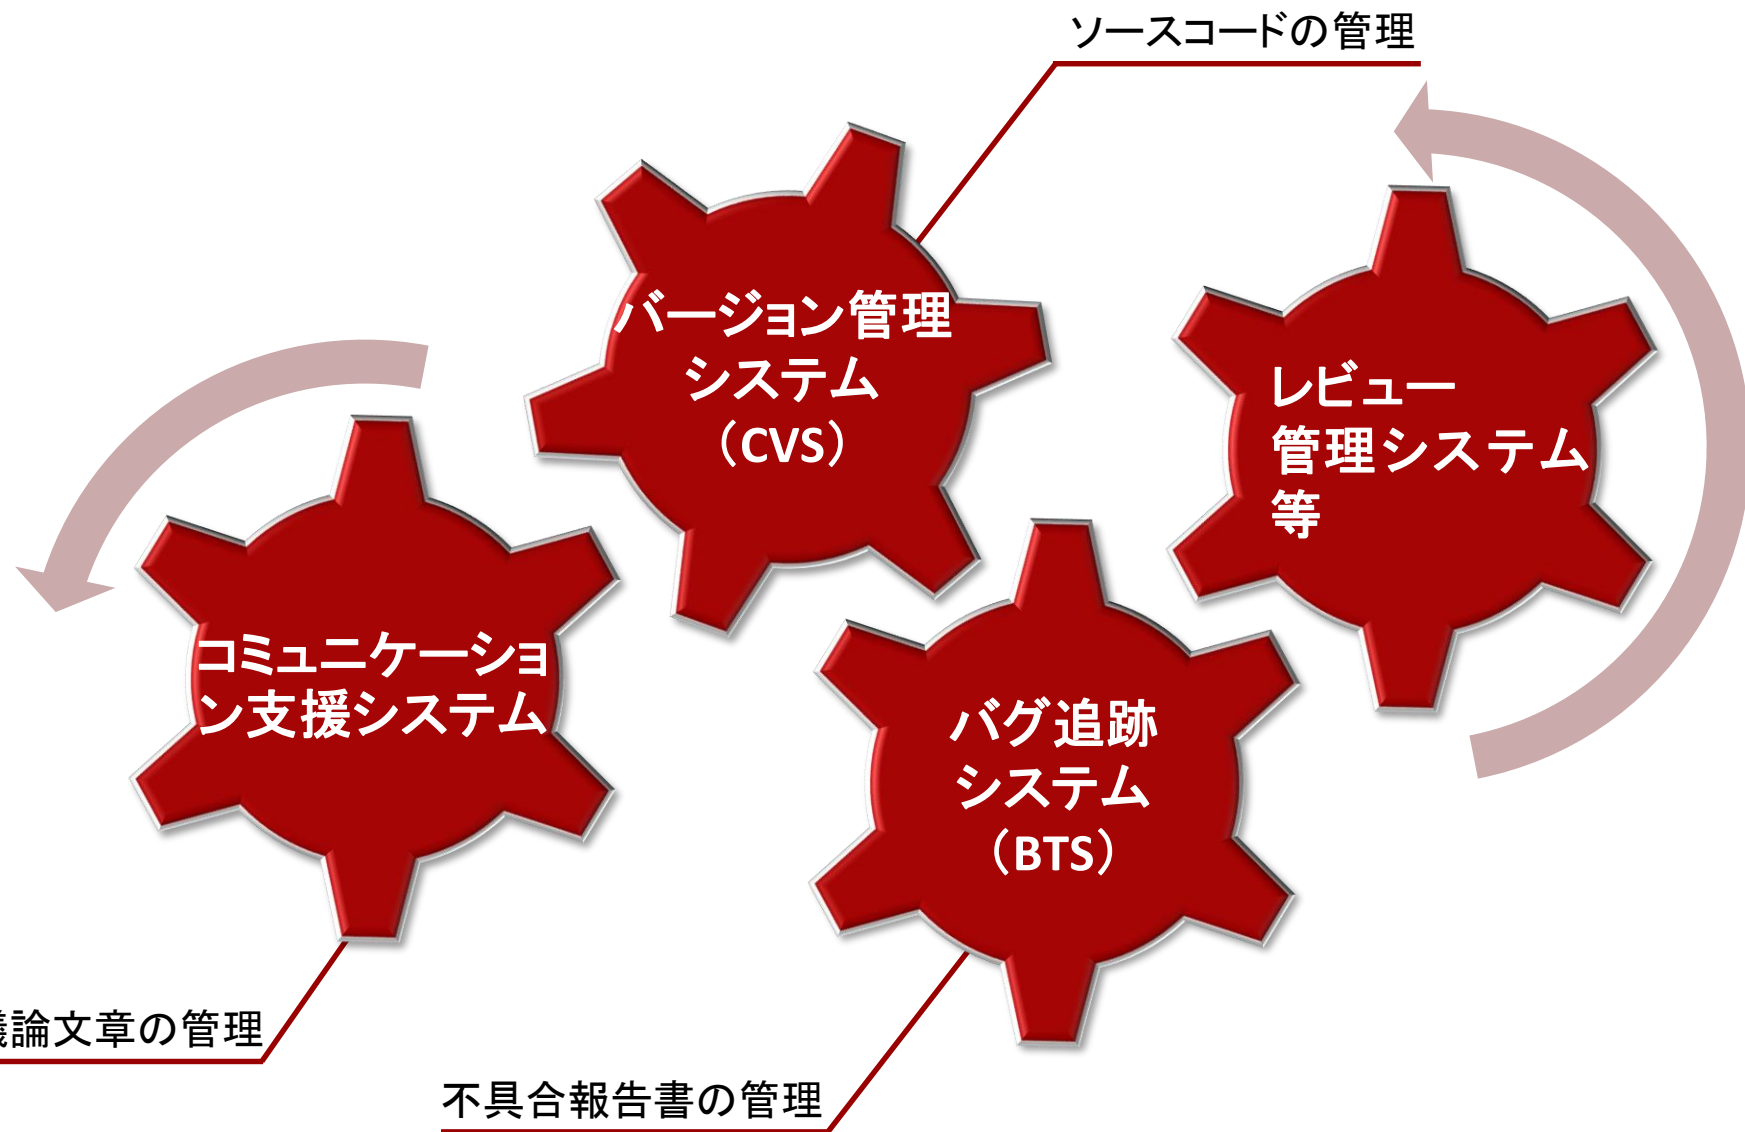 ソースコードの管理
バージョン管理
システム
（CVS）
レビュー
管理システム
等
コミュニケーショ
ン支援システム
バグ追跡
システム
（BTS）
議論文章の管理
不具合報告書の管理